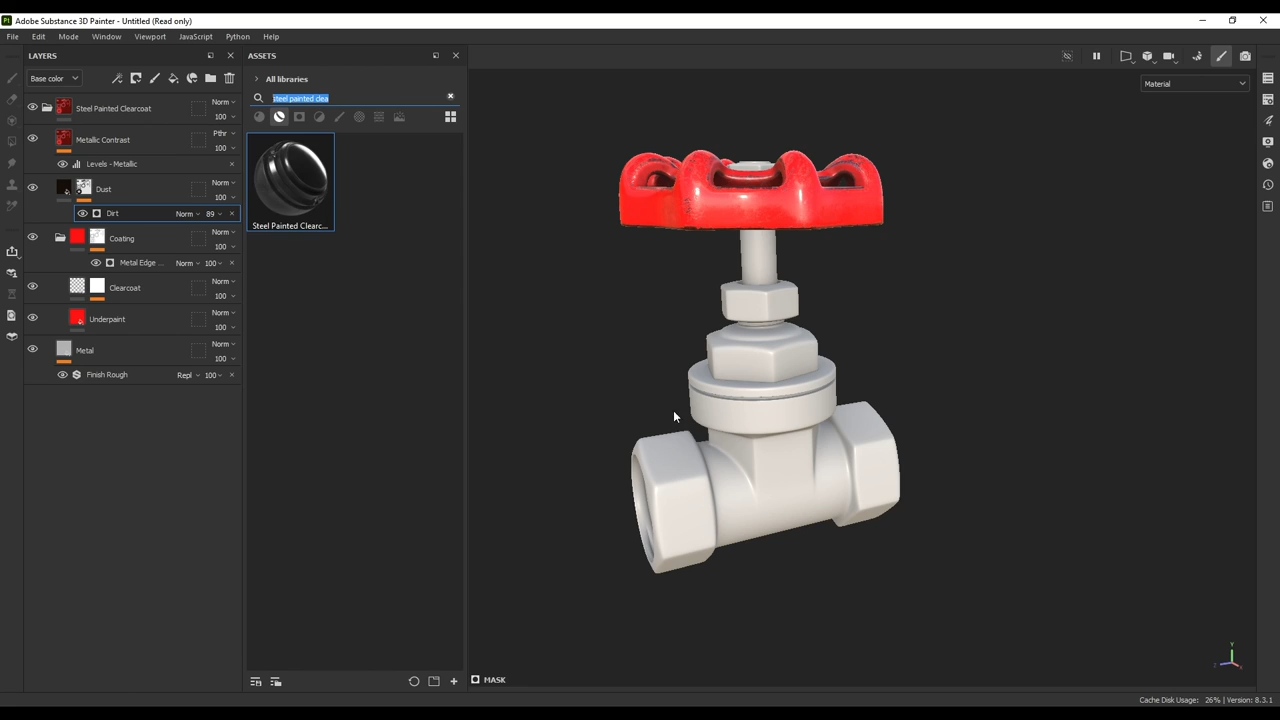 Pt Adobe Substance 3D Painter - Untitled (Read only)
File Edit Mode Window Viewport JavaScript Python Help
LAYERS
ASSETS
Base color
All libraries
Material
steel painted clea
Steel Painted Clearcoat
Norm
100
Metallic Contrast
Pthr
100
Levels - Metallic
Dust
Norm
100
Dirt
Norm
89
Steel Painted Clearc...
Coating
Norm
100
Metal Edge ...
Norm
100
Clearcoat
Norm
100
Underpaint
Norm
100
Metal
Norm
100
Finish Rough
Repl
100
Y
MASK
Cache Disk Usage: 26% | Version: 8.3.1